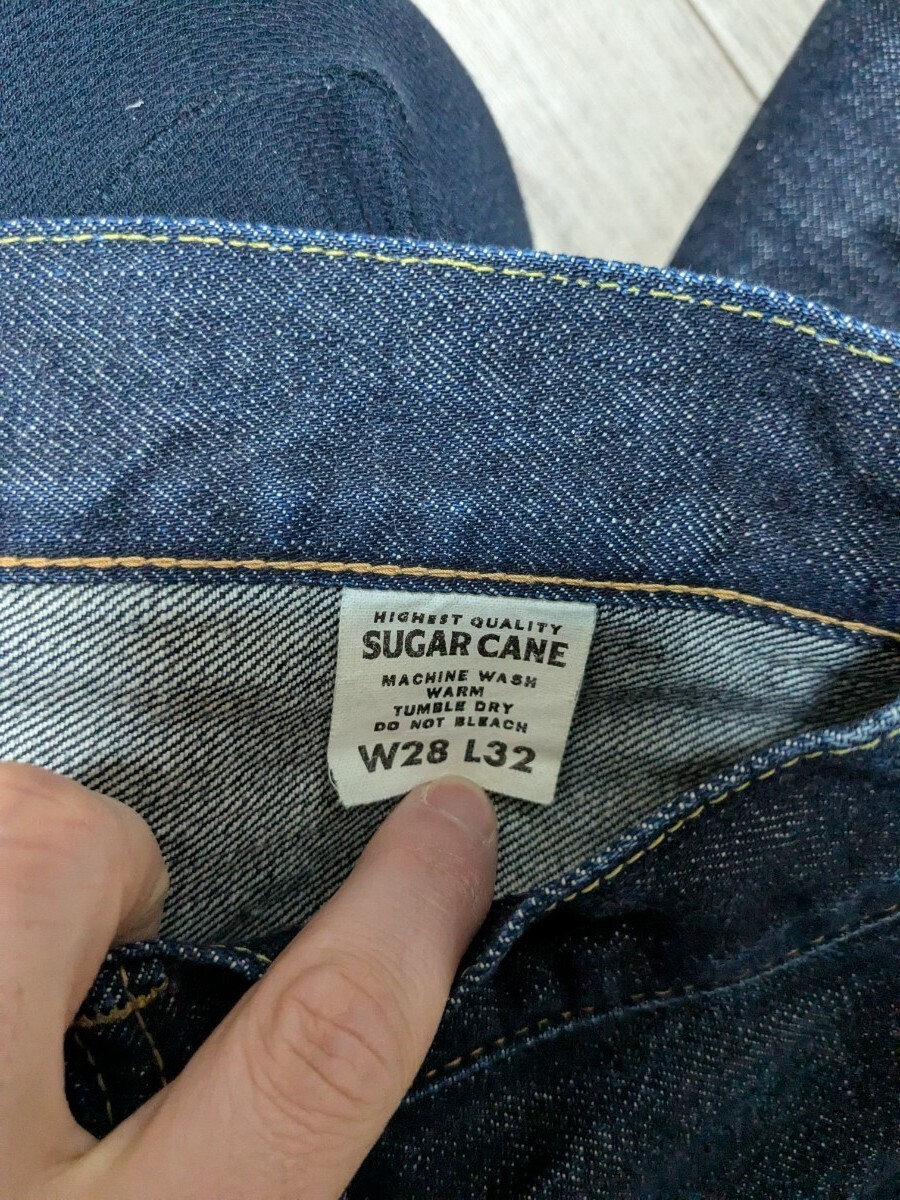 HIGHEST QUALITY
SUGAR CANE
MACHINE WASH
WARM
TUMBLE DRY
DO NOT BLEACH
W28 L32